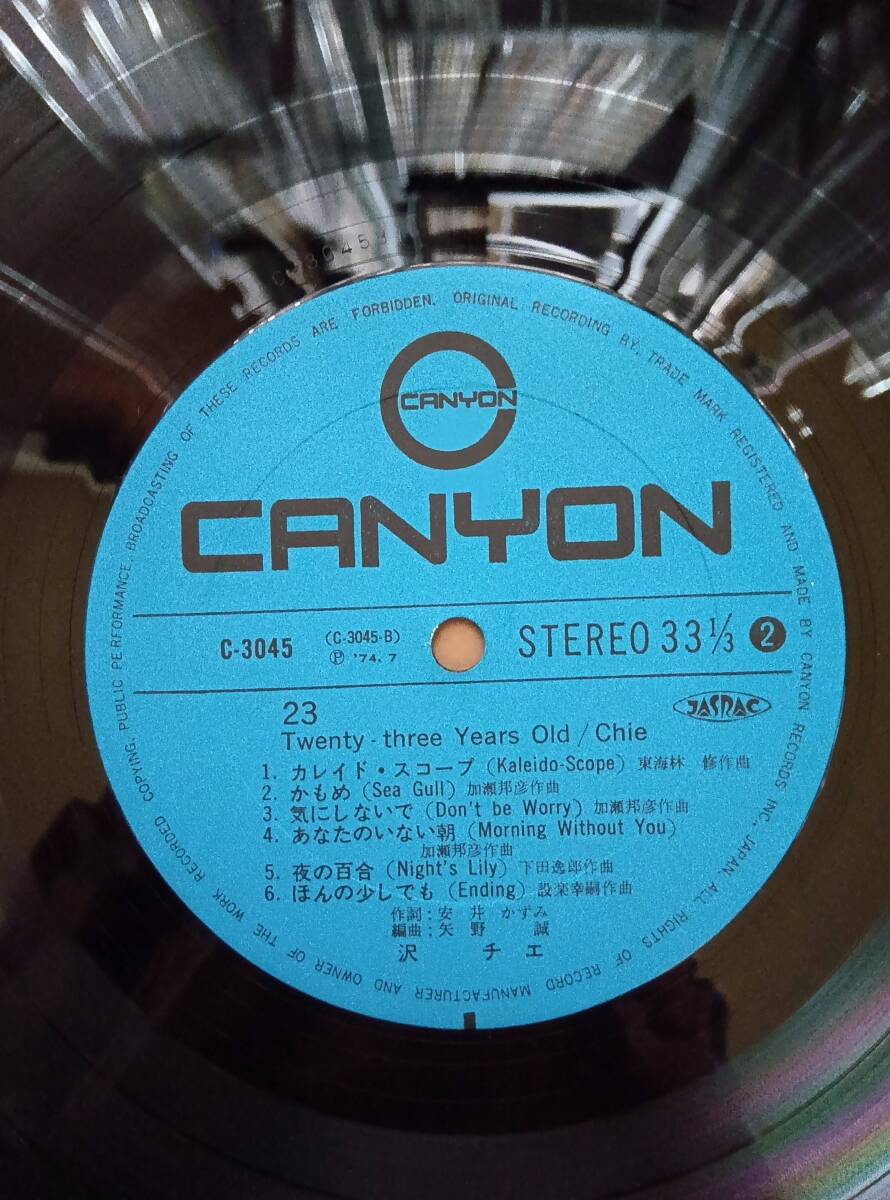 C-3045
CANYON
CANYON
C-3045
(C-3045-B)
Ⓟ '74.7
STEREO 33 1/3 2
JASRAC
23
Twenty-three Years Old / Chie
1. カレイド・スコープ (Kaleido-Scope) 東海林 修作曲
2. かもめ (Sea Gull) 加瀬邦彦作曲
3. 気にしないで (Don't be Worry) 加瀬邦彦作曲
4. あなたのいない朝 (Morning Without You)
加瀬邦彦作曲
5. 夜の百合 (Night's Lily) 下田逸郎作曲
6. ほんの少しでも (Ending) 設楽幸嗣作曲
作詞：安井かずみ
編曲：矢野 誠
沢 チエ
ORIGINAL RECORDING BY, TRADE MARK REGISTERED AND MADE BY CANYON RECORDS INC., JAPAN. ALL RIGHTS OF RECORD MANUFACTURER AND OWNER OF THE WORK RECORDED COPYING, PUBLIC PERFORMANCE, BROADCASTING OF THESE RECORDS ARE FORBIDDEN.